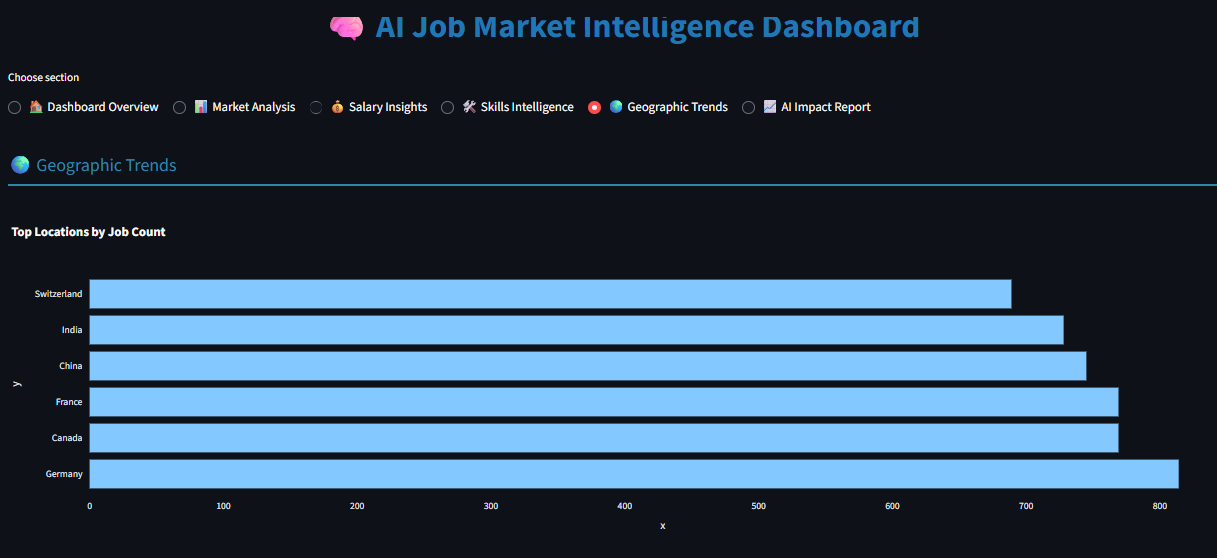 AI Job Market Intelligence Dashboard
Choose section
Dashboard Overview Market Analysis Salary Insights Skills Intelligence Geographic Trends AI Impact Report
Geographic Trends
Top Locations by Job Count
Switzerland
India
China
France
Canada
Germany
y
0 100 200 300 400 500 600 700 800
x